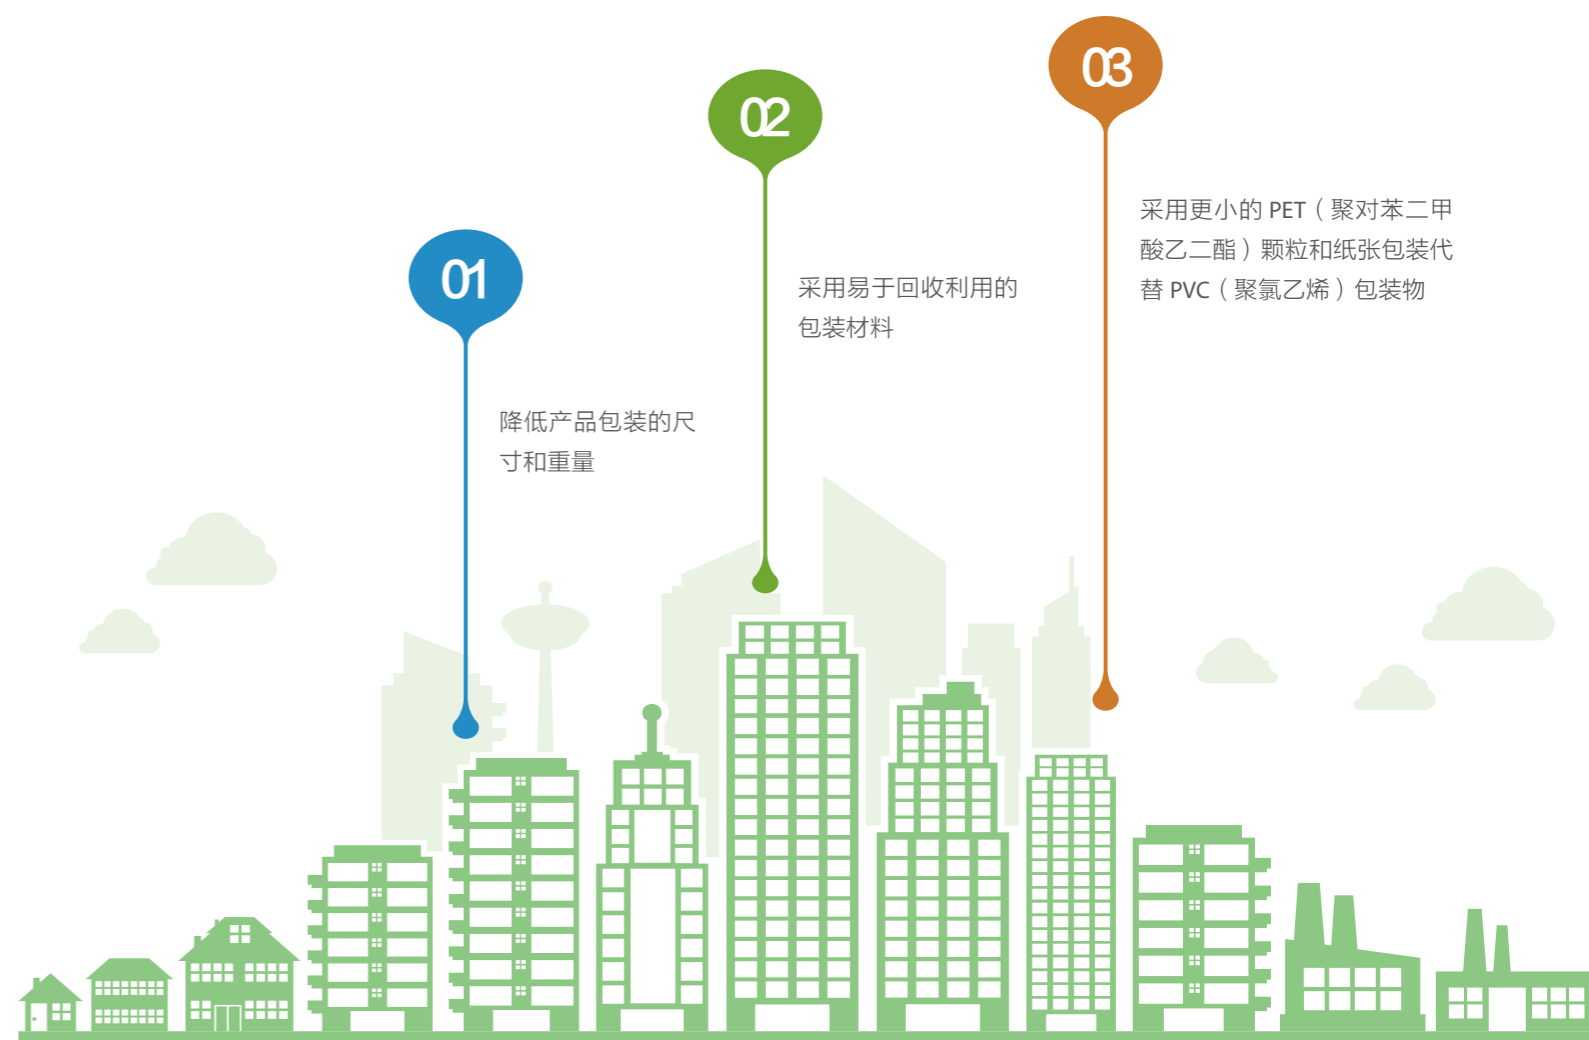 01
降低产品包装的尺
寸和重量
02
采用易于回收利用的
包装材料
03
采用更小的 PET（聚对苯二甲
酸乙二酯）颗粒和纸张包装代
替 PVC（聚氯乙烯）包装物